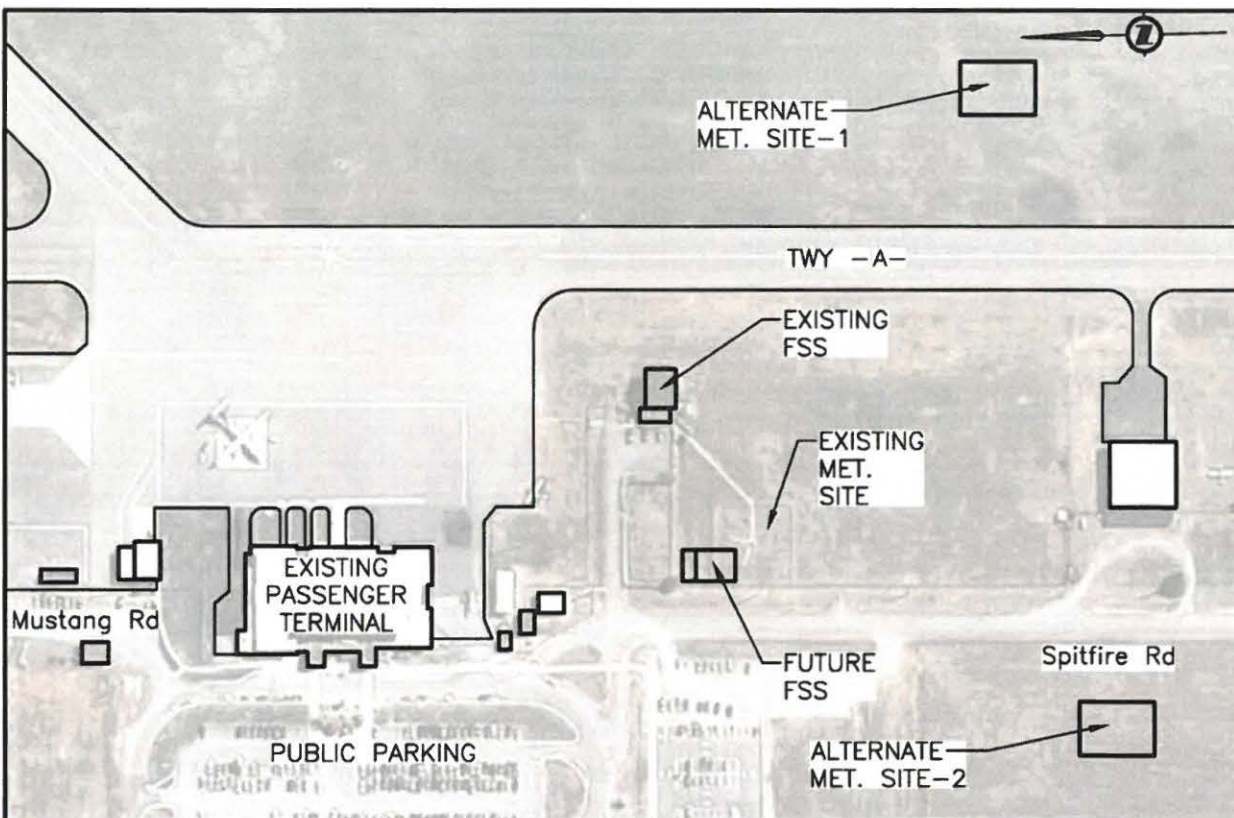 N
ALTERNATE
MET. SITE-1
TWY -A-
EXISTING
FSS
EXISTING
MET.
SITE
EXISTING
PASSENGER
TERMINAL
Mustang Rd
FUTURE
FSS
Spitfire Rd
PUBLIC PARKING
ALTERNATE
MET. SITE-2